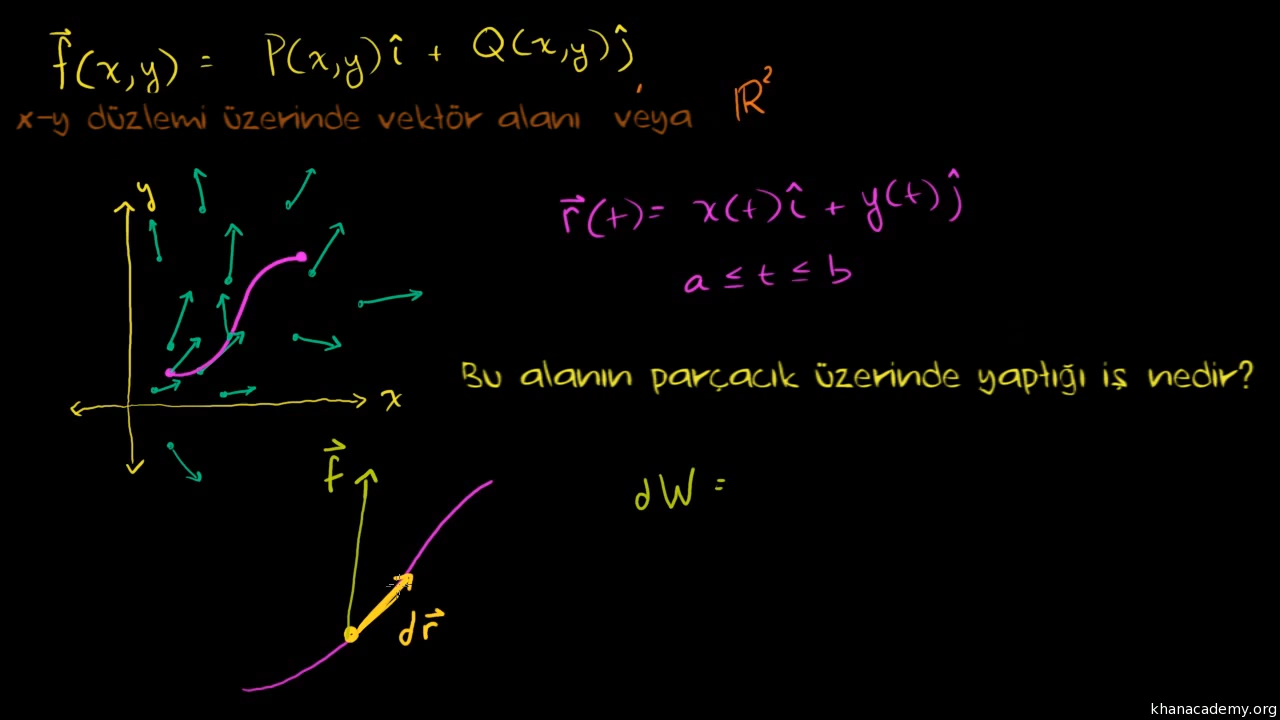 f⃗(x,y) = P(x,y)î + Q(x,y)ĵ
x-y düzlemi üzerinde vektör alanı veya ℝ²
y
r⃗(t)= x(t)î + y(t)ĵ
a ≤ t ≤ b
Bu alanın parçacık üzerinde yaptığı iş nedir?
x
f⃗
dW =
dr⃗
khanacademy.org